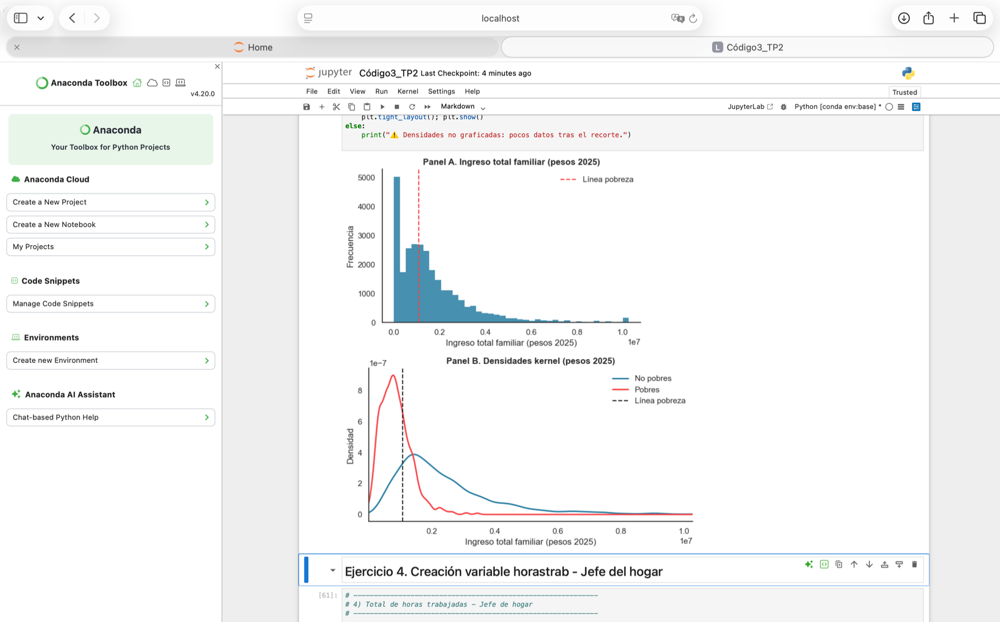 localhost
Home
L Código3_TP2
Anaconda Toolbox
v4.20.0
Anaconda
Your Toolbox for Python Projects
Anaconda Cloud
Create a New Project
Create a New Notebook
My Projects
Code Snippets
Manage Code Snippets
Environments
Create new Environment
Anaconda AI Assistant
Chat-based Python Help
jupyter Código3_TP2 Last Checkpoint: 4 minutes ago
File Edit View Run Kernel Settings Help
Trusted
Markdown
JupyterLab
Python [conda env:base] *
plt.tight_layout(); plt.show()
else:
print("⚠️ Densidades no graficadas: pocos datos tras el recorte.")
Panel A. Ingreso total familiar (pesos 2025)
Línea pobreza
5000
4000
3000
2000
1000
0
Frecuencia
0.0 0.2 0.4 0.6 0.8 1.0
Ingreso total familiar (pesos 2025)
1e7
Panel B. Densidades kernel (pesos 2025)
1e−7
No pobres
Pobres
Línea pobreza
8
6
4
2
0
Densidad
0.2 0.4 0.6 0.8 1.0
Ingreso total familiar (pesos 2025)
1e7
Ejercicio 4. Creación variable horastrab - Jefe del hogar
[61]:
# ------------------------------------------------------------
# 4) Total de horas trabajadas – Jefe de hogar
# ------------------------------------------------------------